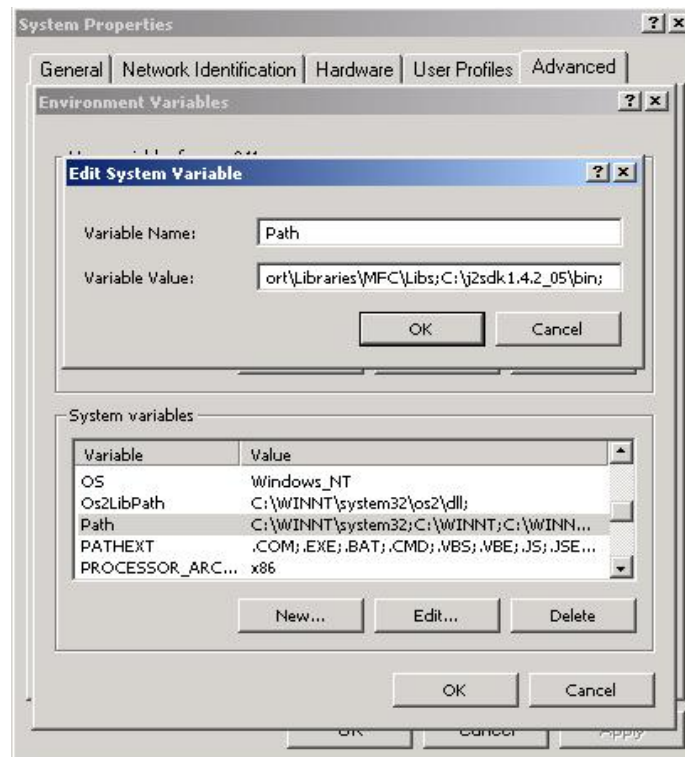 System Properties
General Network Identification Hardware User Profiles Advanced
Environment Variables
Edit System Variable
Variable Name: Path
Variable Value: ort\Libraries\MFC\Libs;C:\j2sdk1.4.2_05\bin;
OK Cancel
System variables
Variable Value
OS Windows_NT
Os2LibPath C:\WINNT\system32\os2\dll;
Path C:\WINNT\system32;C:\WINNT;C:\WINN...
PATHEXT .COM;.EXE;.BAT;.CMD;.VBS;.VBE;.JS;.JSE...
PROCESSOR_ARC... x86
New... Edit... Delete
OK Cancel
OK Cancel Apply